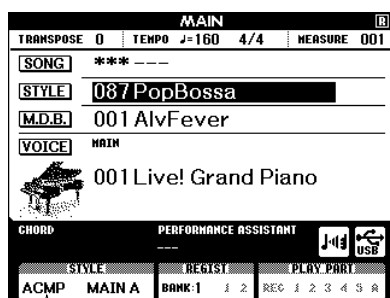 MAIN R
TRANSPOSE 0 TEMPO ♩=160 4/4 MEASURE 001
SONG *** ---
STYLE 087 PopBossa
M.D.B. 001 AlvFever
VOICE MAIN
001 Live! Grand Piano
CHORD PERFORMANCE ASSISTANT
---
USB
STYLE REGIST PLAY PART
ACMP MAIN A BANK:1 1 2 REC 1 2 3 4 5 A